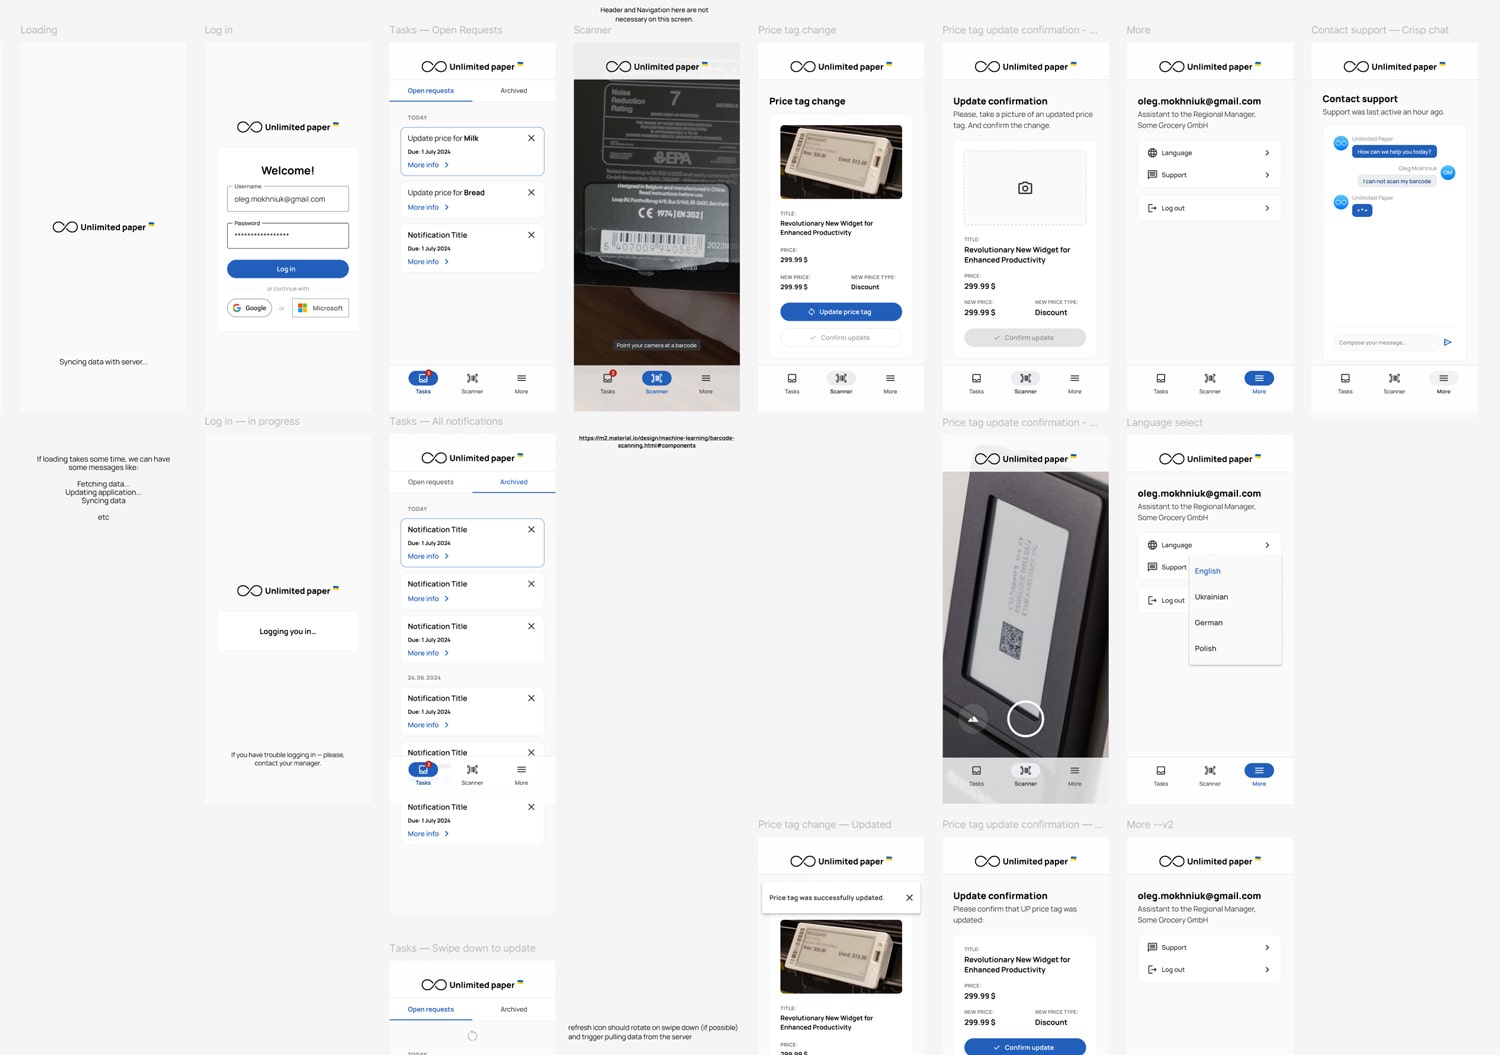 Header and Navigation here are not
necessary on this screen.
Loading
Unlimited paper
Syncing data with server...
If loading takes some time, we can have
some messages like:
Fetching data...
Updating application...
Syncing data
etc
Log in
Unlimited paper
Welcome!
Username
oleg.mokhniuk@gmail.com
Password
*****************
Log in
or continue with
Google
or
Microsoft
Log in — in progress
Unlimited paper
Logging you in...
If you have trouble logging in — please,
contact your manager.
Tasks — Open Requests
Unlimited paper
Open requests
Archived
TODAY
Update price for Milk
Due: 1 July 2024
More info
Update price for Bread
More info
Notification Title
Due: 1 July 2024
More info
Tasks
Scanner
More
Tasks — All notifications
Unlimited paper
Open requests
Archived
TODAY
Notification Title
Due: 1 July 2024
More info
Notification Title
More info
Notification Title
Due: 1 July 2024
More info
24.06.2024
Notification Title
Due: 1 July 2024
More info
Notification Title
Tasks
Scanner
More
Notification Title
Due: 1 July 2024
More info
Tasks — Swipe down to update
Unlimited paper
Open requests
Archived
TODAY
Scanner
Unlimited paper
Noise
Reduction
Rating
7
DECIBELS
EPA
Designed in Belgium and manufactured in China
Read instructions before use.
CE 1974 | EN 352 |
5 407009 940583
Point your camera at a barcode
Tasks
Scanner
More
https://m2.material.io/design/machine-learning/barcode-
scanning.html#components
refresh icon should rotate on swipe down (if possible)
and trigger pulling data from the server
Price tag change
Unlimited paper
Price tag change
TITLE:
Revolutionary New Widget for
Enhanced Productivity
PRICE:
299.99 $
NEW PRICE:
299.99 $
NEW PRICE TYPE:
Discount
Update price tag
Confirm update
Tasks
Scanner
More
Price tag change — Updated
Unlimited paper
Price tag was successfully updated.
TITLE:
Revolutionary New Widget for
Enhanced Productivity
PRICE:
299.99 $
Price tag update confirmation - ...
Unlimited paper
Update confirmation
Please, take a picture of an updated price
tag. And confirm the change.
TITLE:
Revolutionary New Widget for
Enhanced Productivity
PRICE:
299.99 $
NEW PRICE:
299.99 $
NEW PRICE TYPE:
Discount
Confirm update
Tasks
Scanner
More
Price tag update confirmation - ...
Unlimited paper
Tasks
Scanner
More
Price tag update confirmation — ...
Unlimited paper
Update confirmation
Please confirm that UP price tag was
updated:
TITLE:
Revolutionary New Widget for
Enhanced Productivity
PRICE:
299.99 $
NEW PRICE:
299.99 $
NEW PRICE TYPE:
Discount
Confirm update
More
Unlimited paper
oleg.mokhniuk@gmail.com
Assistant to the Regional Manager,
Some Grocery GmbH
Language
Support
Log out
Tasks
Scanner
More
Language select
Unlimited paper
oleg.mokhniuk@gmail.com
Assistant to the Regional Manager,
Some Grocery GmbH
Language
Support
Log out
English
Ukrainian
German
Polish
Tasks
Scanner
More
More --v2
Unlimited paper
oleg.mokhniuk@gmail.com
Assistant to the Regional Manager,
Some Grocery GmbH
Support
Log out
Contact support — Crisp chat
Unlimited paper
Contact support
Support was last active an hour ago.
Unlimited Paper
How can we help you today?
Oleg Mokhniuk
I can not scan my barcode
OM
Unlimited Paper
Compose your message...
Tasks
Scanner
More